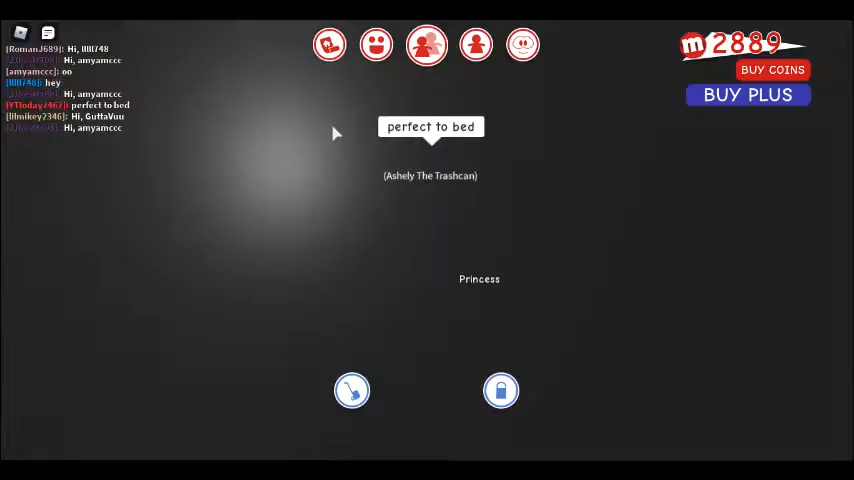 [RomanJ689]: Hi, lllll748
Hi, amyamccc
[amyamccc]: oo
[lllll748]: hey
Hi, amyamccc
[YTtoday7467]: perfect to bed
[lilmikey2346]: Hi, GuttaVuu
Hi, amyamccc
m 2889
BUY COINS
BUY PLUS
perfect to bed
(Ashely The Trashcan)
Princess